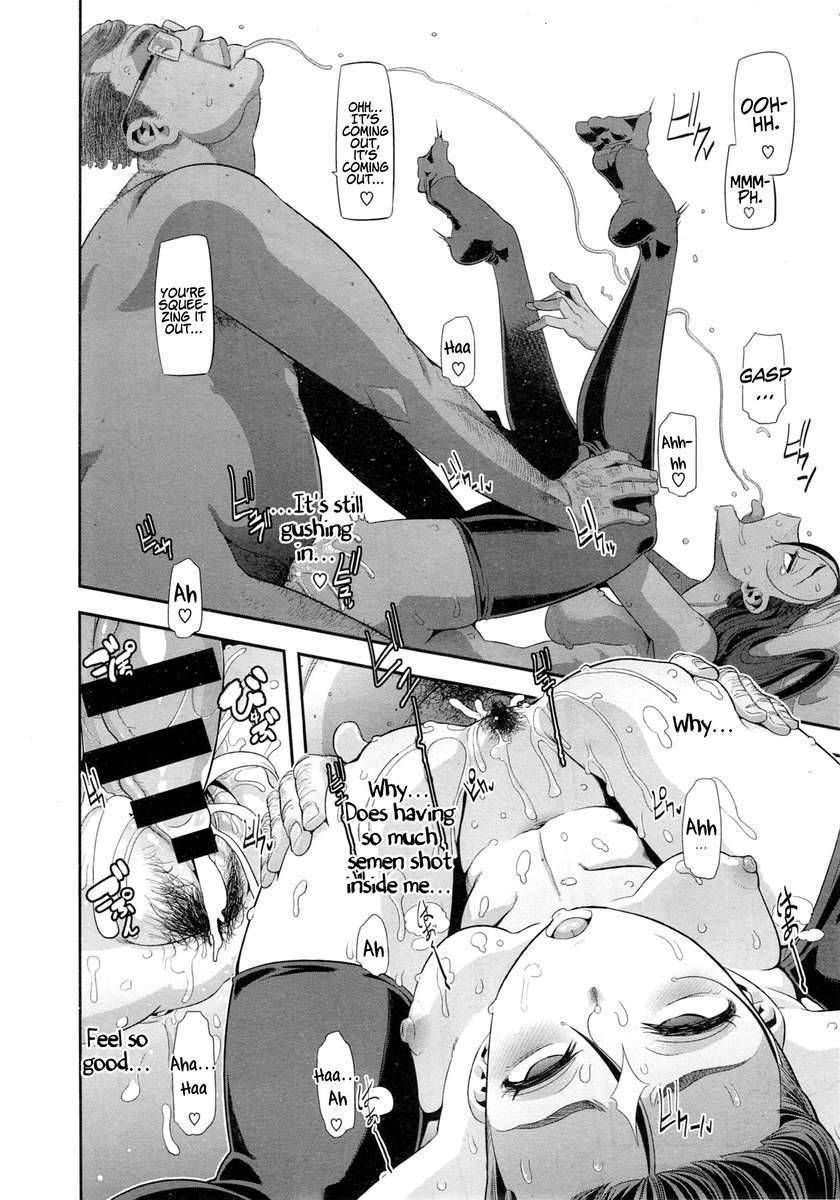 OOH-
HH.
♡
MMM-
PH.
♡
OHH...
IT'S
COMING
OUT,
IT'S
COMING
OUT...
♡
YOU'RE
SQUEE-
ZING IT
OUT...
GASP
...
Haa
♡
Ahh-
hh
♡
...It's still
gushing
in...
♡
Ah
♡
Why...
Why...
Does having
so much
semen shot
inside me...
Ahh
...
Ah
Haa...
Ah
♡
Feel so
good...
Aha...
Haa
♡